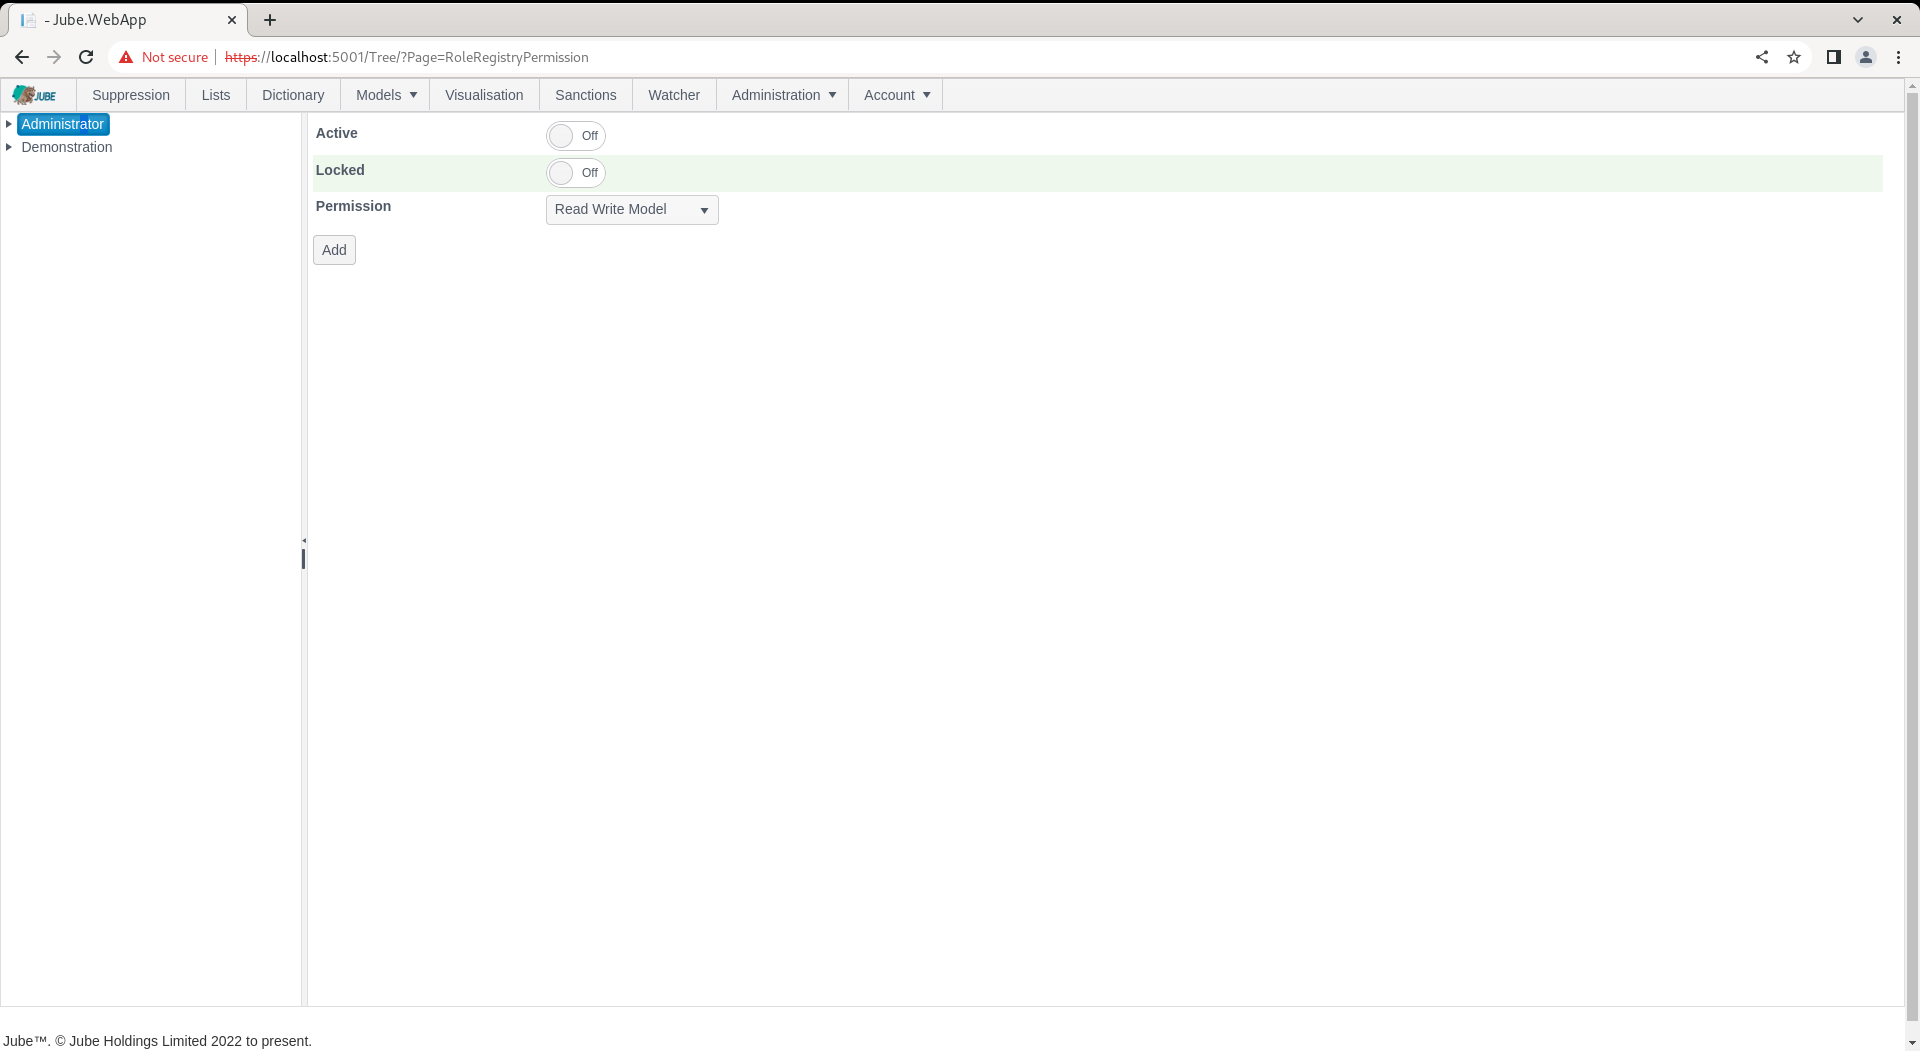 - Jube.WebApp
Not secure
https://localhost:5001/Tree/?Page=RoleRegistryPermission
JUBE
Suppression
Lists
Dictionary
Models
Visualisation
Sanctions
Watcher
Administration
Account
Administrator
Demonstration
Active
Off
Locked
Off
Permission
Read Write Model
Add
Jube™. © Jube Holdings Limited 2022 to present.